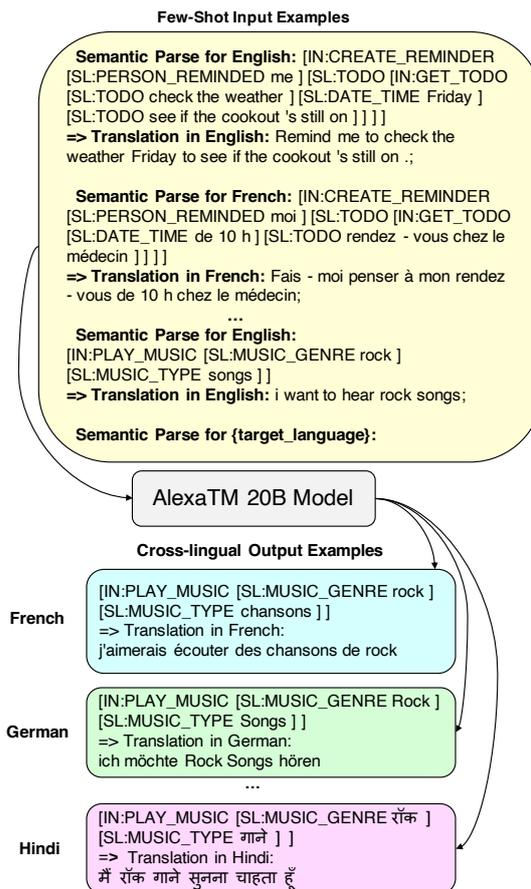 Few-Shot Input Examples
Semantic Parse for English: [IN:CREATE_REMINDER
[SL:PERSON_REMINDED me ] [SL:TODO [IN:GET_TODO
[SL:TODO check the weather ] [SL:DATE_TIME Friday ]
[SL:TODO see if the cookout 's still on ] ] ] ]
=> Translation in English: Remind me to check the
weather Friday to see if the cookout 's still on .;
Semantic Parse for French: [IN:CREATE_REMINDER
[SL:PERSON_REMINDED moi ] [SL:TODO [IN:GET_TODO
[SL:DATE_TIME de 10 h ] [SL:TODO rendez - vous chez le
médecin ] ] ] ]
=> Translation in French: Fais - moi penser à mon rendez
- vous de 10 h chez le médecin;
...
Semantic Parse for English:
[IN:PLAY_MUSIC [SL:MUSIC_GENRE rock ]
[SL:MUSIC_TYPE songs ] ]
=> Translation in English: i want to hear rock songs;
Semantic Parse for {target_language}:
AlexaTM 20B Model
Cross-lingual Output Examples
French
[IN:PLAY_MUSIC [SL:MUSIC_GENRE rock ]
[SL:MUSIC_TYPE chansons ] ]
=> Translation in French:
j'aimerais écouter des chansons de rock
German
[IN:PLAY_MUSIC [SL:MUSIC_GENRE Rock ]
[SL:MUSIC_TYPE Songs ] ]
=> Translation in German:
ich möchte Rock Songs hören
...
Hindi
[IN:PLAY_MUSIC [SL:MUSIC_GENRE रॉक ]
[SL:MUSIC_TYPE गाने ] ]
=> Translation in Hindi:
मैं रॉक गाने सुनना चाहता हूँ